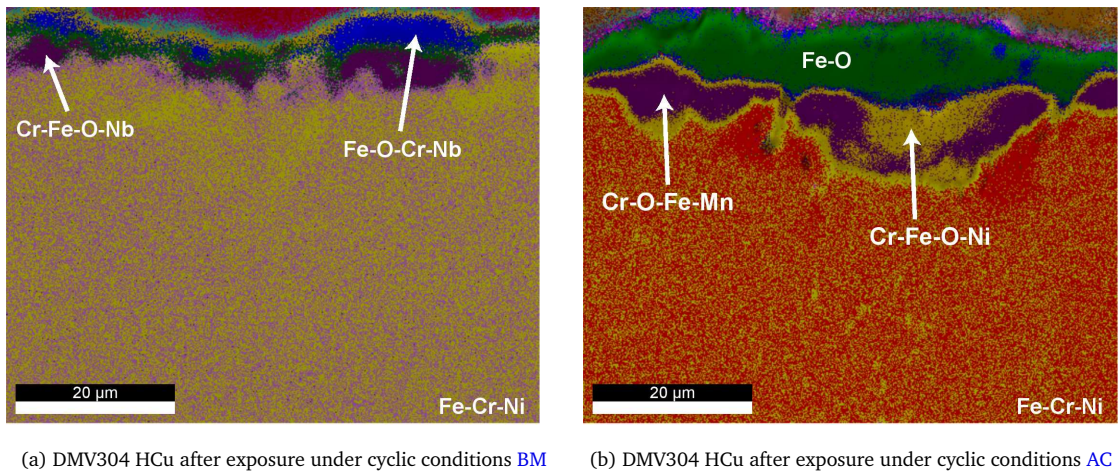 Cr-Fe-O-Nb
Fe-O-Cr-Nb
20 µm
Fe-Cr-Ni
Fe-O
Cr-O-Fe-Mn
Cr-Fe-O-Ni
20 µm
Fe-Cr-Ni
(a) DMV304 HCu after exposure under cyclic conditions BM
(b) DMV304 HCu after exposure under cyclic conditions AC